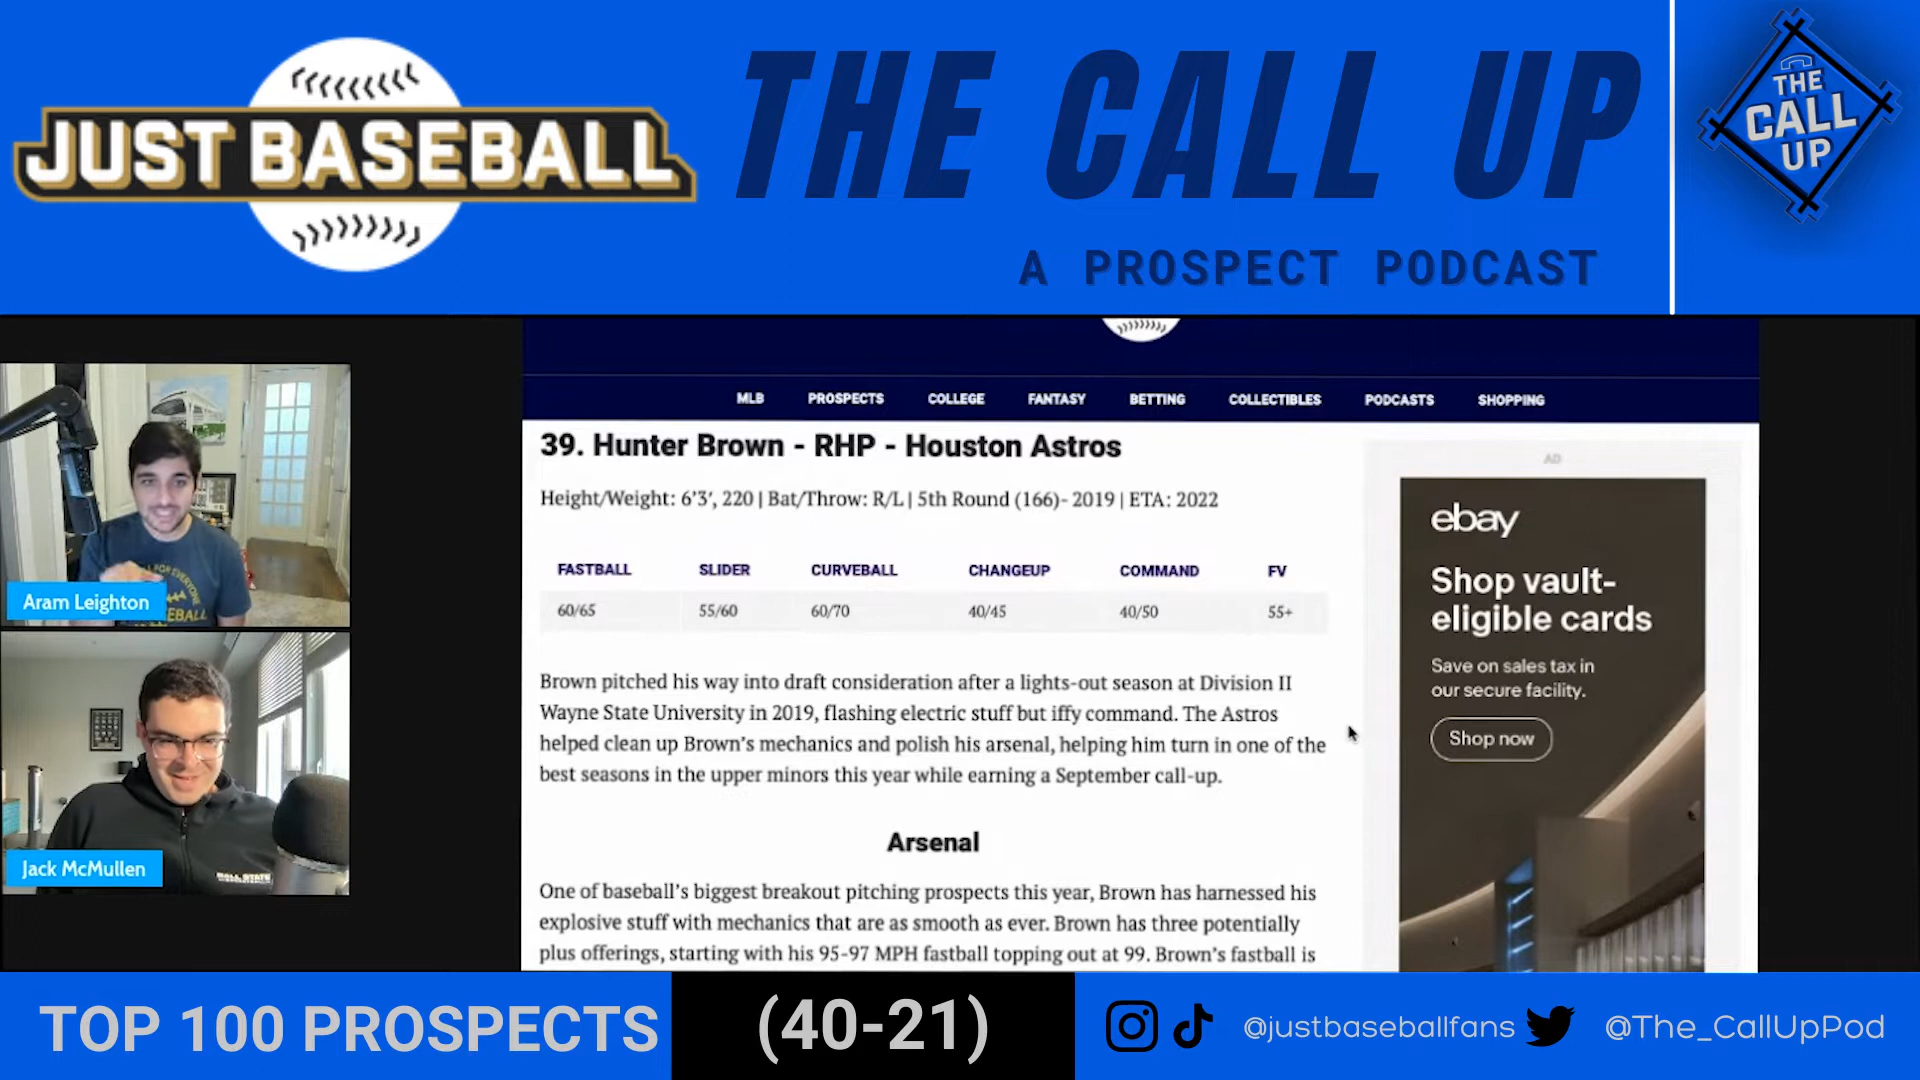 JUST BASEBALL
THE CALL UP
A PROSPECT PODCAST
THE
CALL
UP
MLB PROSPECTS COLLEGE FANTASY BETTING COLLECTIBLES PODCASTS SHOPPING
39. Hunter Brown - RHP - Houston Astros
Height/Weight: 6'3', 220 | Bat/Throw: R/L | 5th Round (166)- 2019 | ETA: 2022
FASTBALL SLIDER CURVEBALL CHANGEUP COMMAND FV
60/65 55/60 60/70 40/45 40/50 55+
Brown pitched his way into draft consideration after a lights-out season at Division II
Wayne State University in 2019, flashing electric stuff but iffy command. The Astros
helped clean up Brown's mechanics and polish his arsenal, helping him turn in one of the
best seasons in the upper minors this year while earning a September call-up.
Arsenal
One of baseball's biggest breakout pitching prospects this year, Brown has harnessed his
explosive stuff with mechanics that are as smooth as ever. Brown has three potentially
plus offerings, starting with his 95-97 MPH fastball topping out at 99. Brown's fastball is
AD
ebay
Shop vault-
eligible cards
Save on sales tax in
our secure facility.
Shop now
FOR EVERYONE
Aram Leighton
BALL STATE
Jack McMullen
TOP 100 PROSPECTS
(40-21)
@justbaseballfans
@The_CallUpPod